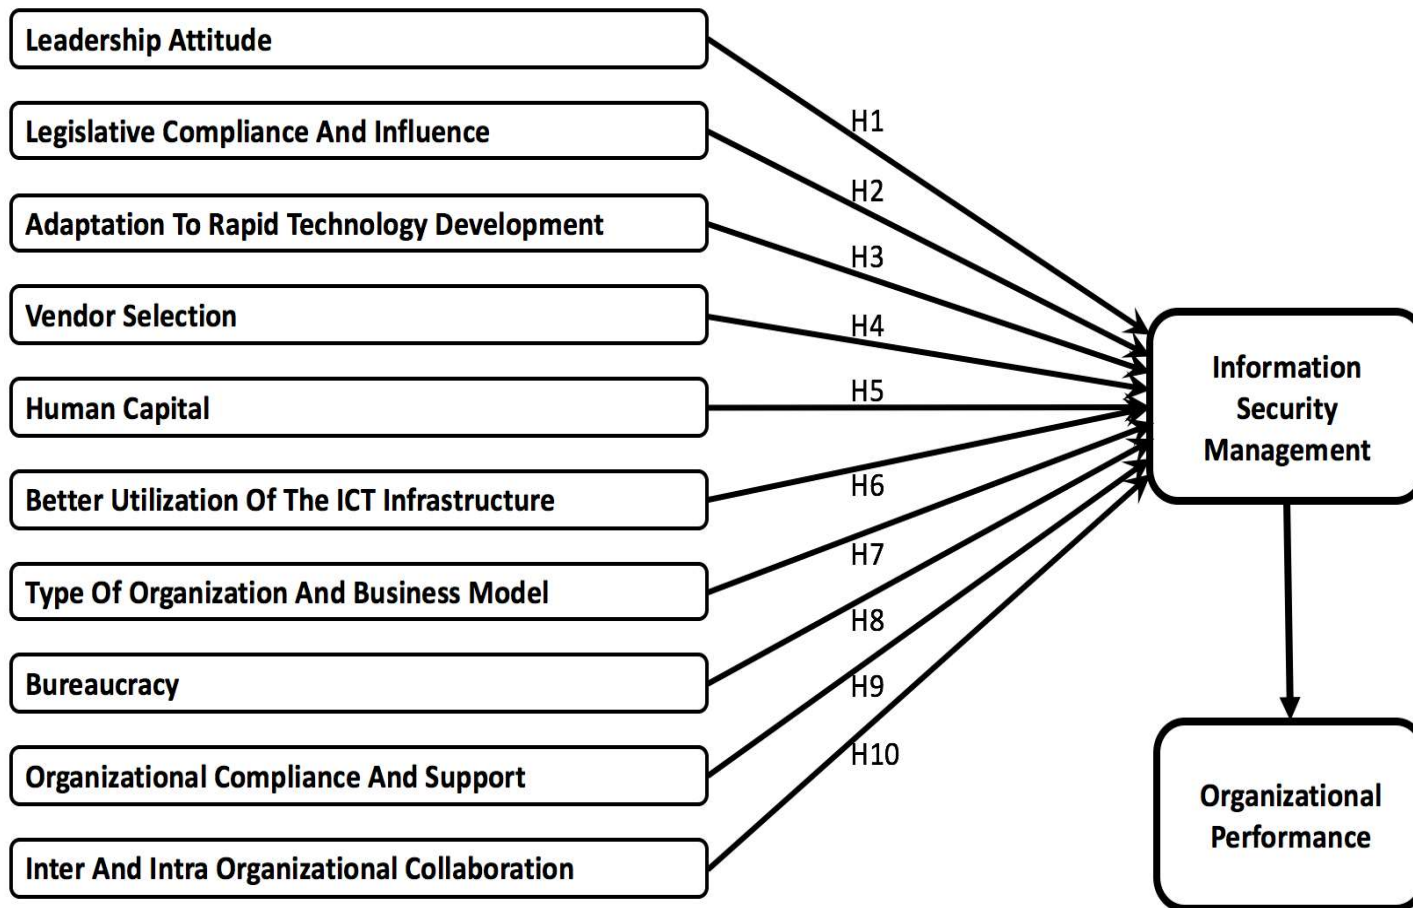 Leadership Attitude
H1
Legislative Compliance And Influence
H2
Adaptation To Rapid Technology Development
H3
Vendor Selection
H4
Human Capital
H5
Better Utilization Of The ICT Infrastructure
H6
Type Of Organization And Business Model
H7
Bureaucracy
H8
Organizational Compliance And Support
H9
Inter And Intra Organizational Collaboration
H10
Information
Security
Management
Organizational
Performance